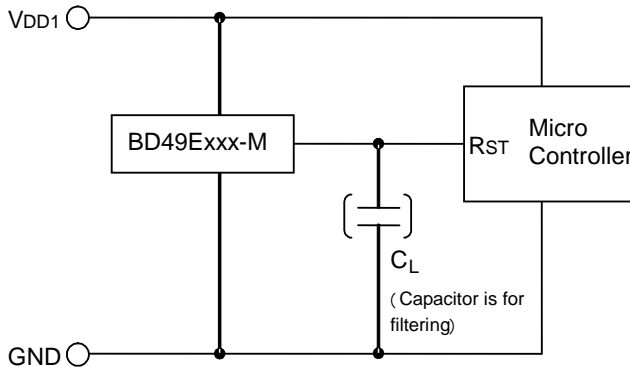 VDD1
BD49Exxx-M
RST
Micro
Controller
CL
(Capacitor is for
filtering)
GND